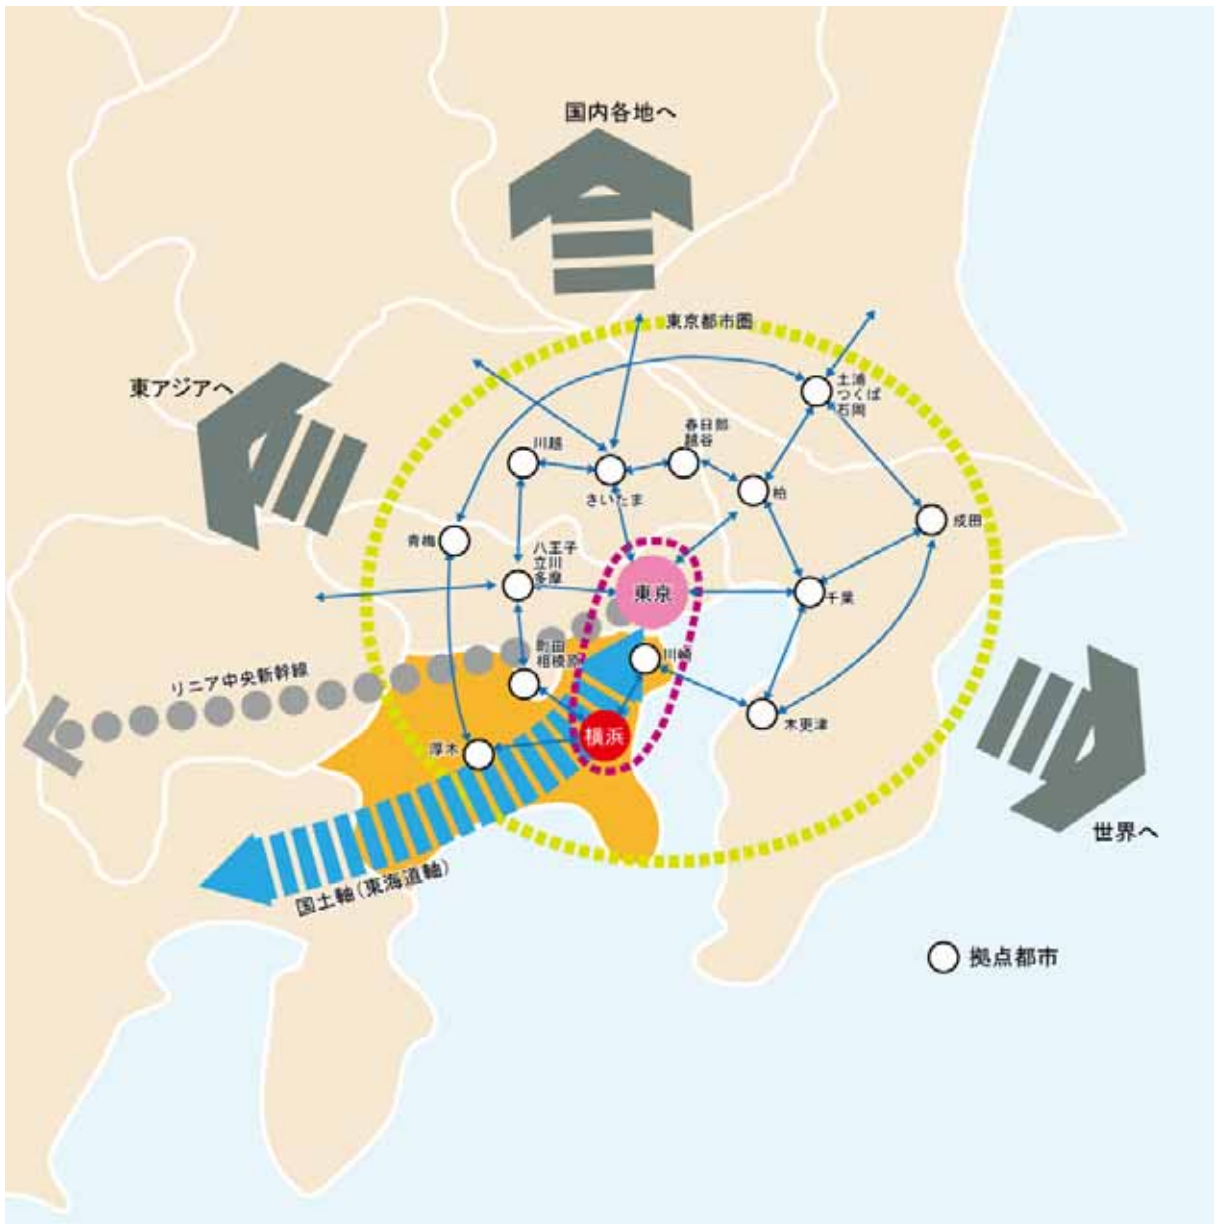 国内各地へ
東京都市圏
東アジアへ
土浦
つくば
石岡
春日部
越谷
川越
さいたま
柏
成田
青梅
八王子
立川
多摩
東京
千葉
町田
相模原
川崎
リニア中央新幹線
木更津
横浜
厚木
世界へ
国土軸(東海道軸)
拠点都市